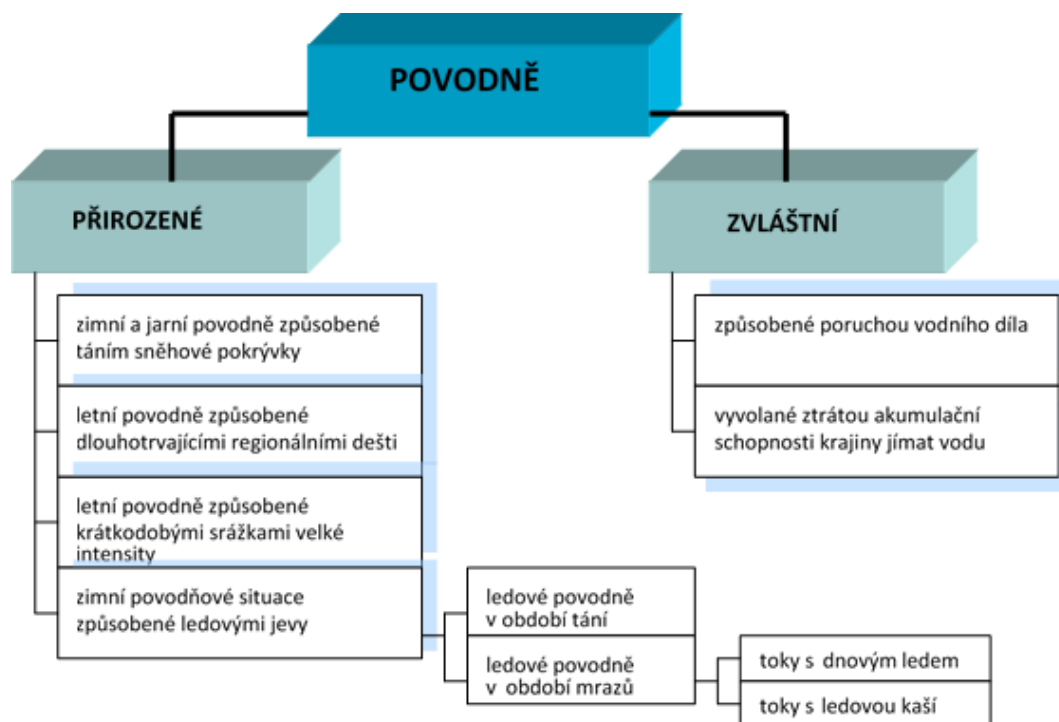 POVODNĚ
PŘIROZENÉ
ZVLÁŠTNÍ
zimní a jarní povodně způsobené
táním sněhové pokrývky
letní povodně způsobené
dlouhotrvajícími regionálními dešti
letní povodně způsobené
krátkodobými srážkami velké
intensity
zimní povodňové situace
způsobené ledovými jevy
způsobené poruchou vodního díla
vyvolané ztrátou akumulační
schopnosti krajiny jímat vodu
ledové povodně
v období tání
ledové povodně
v období mrazů
toky s dnovým ledem
toky s ledovou kaší